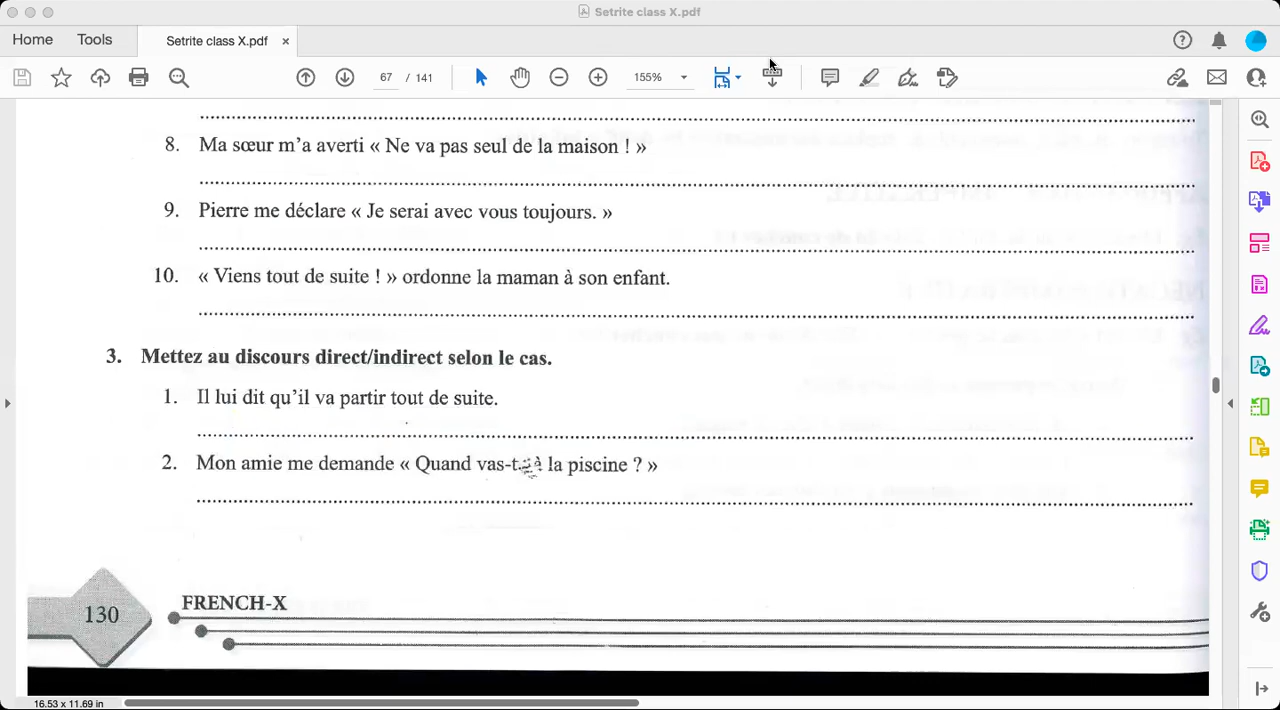 Setrite class X.pdf
Home Tools Setrite class X.pdf ×
67 / 141 155%
8. Ma sœur m'a averti « Ne va pas seul de la maison ! »
9. Pierre me déclare « Je serai avec vous toujours. »
10. « Viens tout de suite ! » ordonne la maman à son enfant.
3. Mettez au discours direct/indirect selon le cas.
1. Il lui dit qu'il va partir tout de suite.
2. Mon amie me demande « Quand à la piscine ? »
130 FRENCH-X
16.53 x 11.69 in